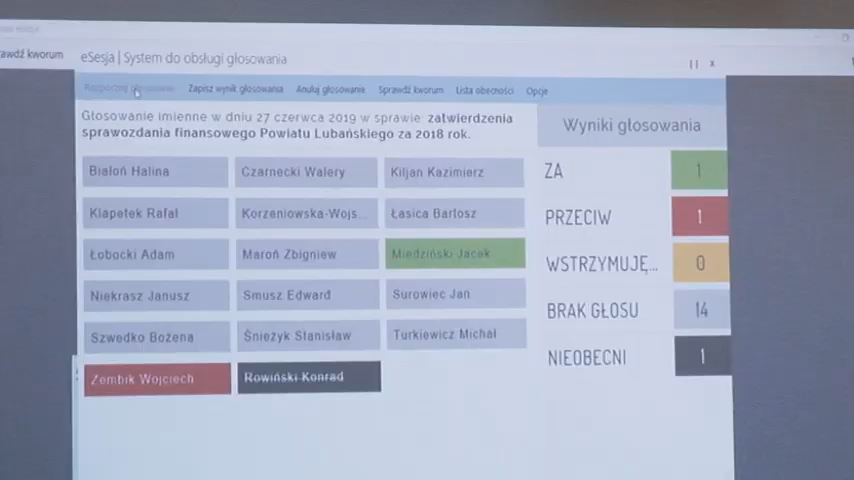 awdź kworum
eSesja | System do obsługi głosowania
Rozpocznij głosowanie Zapisz wynik głosowania Anuluj głosowanie Sprawdź kworum Lista obecności Opcje
Głosowanie imienne w dniu 27 czerwca 2019 w sprawie: zatwierdzenia
sprawozdania finansowego Powiatu Lubańskiego za 2018 rok.
Wyniki głosowania
Białoń Halina Czarnecki Walery Kiljan Kazimierz
ZA 1
Klapetek Rafał Korzeniowska-Wojs... Łasica Bartosz
PRZECIW 1
Łobocki Adam Maroń Zbigniew Miedziński Jacek
WSTRZYMUJĘ... 0
Niekrasz Janusz Smusz Edward Surowiec Jan
BRAK GŁOSU 14
Szwedko Bożena Śnieżyk Stanisław Turkiewicz Michał
NIEOBECNI 1
Zembik Wojciech Rowiński Konrad